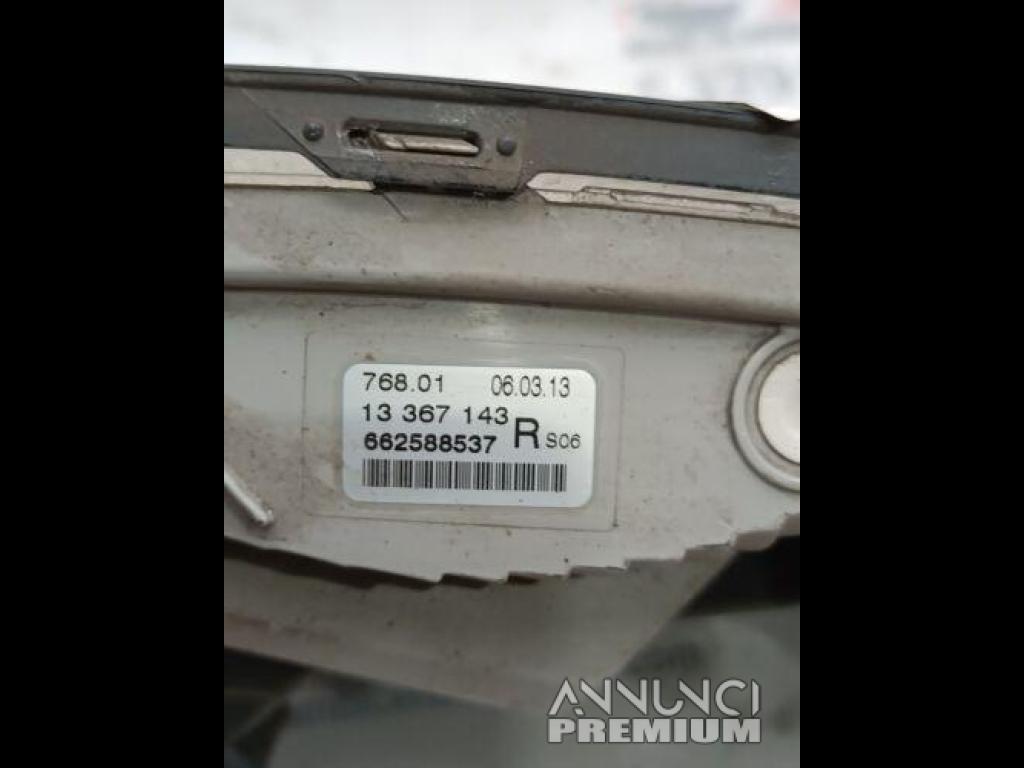 768.01 06.03.13
13 367 143
662588537 R S06
ANNUNCI
PREMIUM